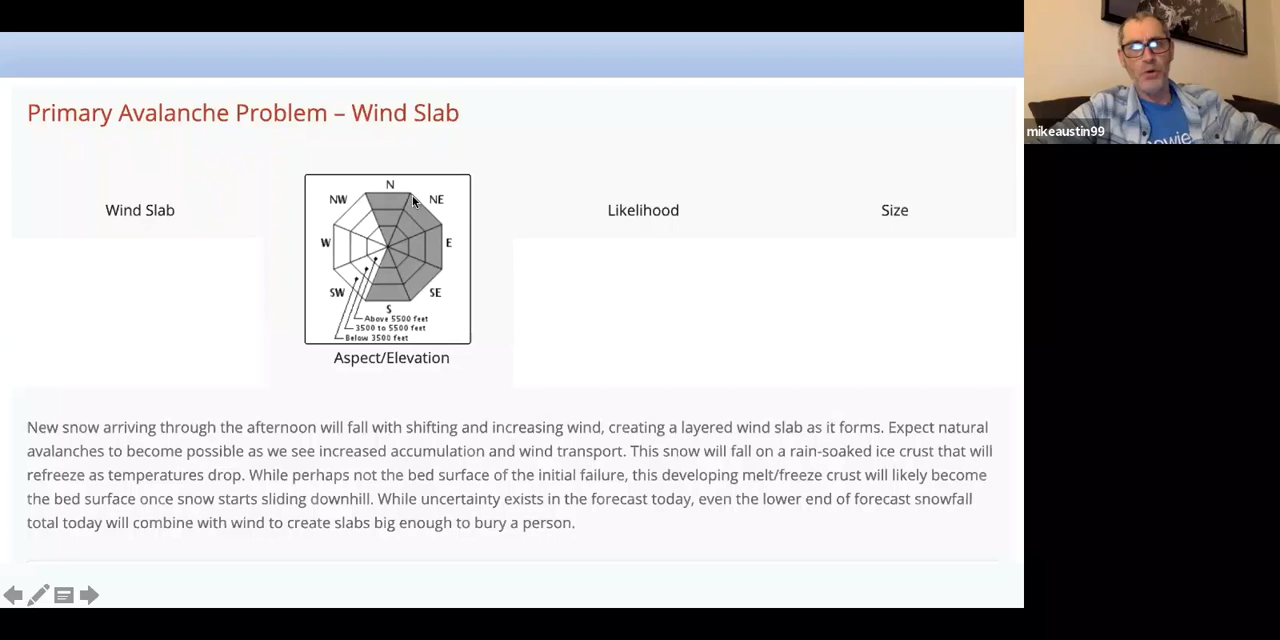 Primary Avalanche Problem – Wind Slab
Wind Slab
N
NW
NE
W
E
SW
SE
S
Above 5500 feet
3500 to 5500 feet
Below 3500 feet
Aspect/Elevation
Likelihood
Size
New snow arriving through the afternoon will fall with shifting and increasing wind, creating a layered wind slab as it forms. Expect natural
avalanches to become possible as we see increased accumulation and wind transport. This snow will fall on a rain-soaked ice crust that will
refreeze as temperatures drop. While perhaps not the bed surface of the initial failure, this developing melt/freeze crust will likely become
the bed surface once snow starts sliding downhill. While uncertainty exists in the forecast today, even the lower end of forecast snowfall
total today will combine with wind to create slabs big enough to bury a person.
mikeaustin99